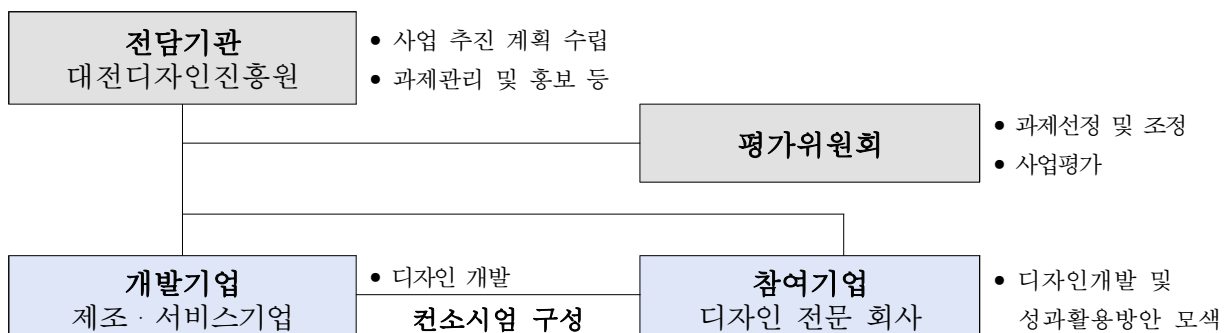 전담기관
대전디자인진흥원
• 사업 추진 계획 수립
• 과제관리 및 홍보 등
평가위원회
• 과제선정 및 조정
• 사업평가
개발기업
제조 · 서비스기업
• 디자인 개발
컨소시엄 구성
참여기업
디자인 전문 회사
• 디자인개발 및
성과활용방안 모색